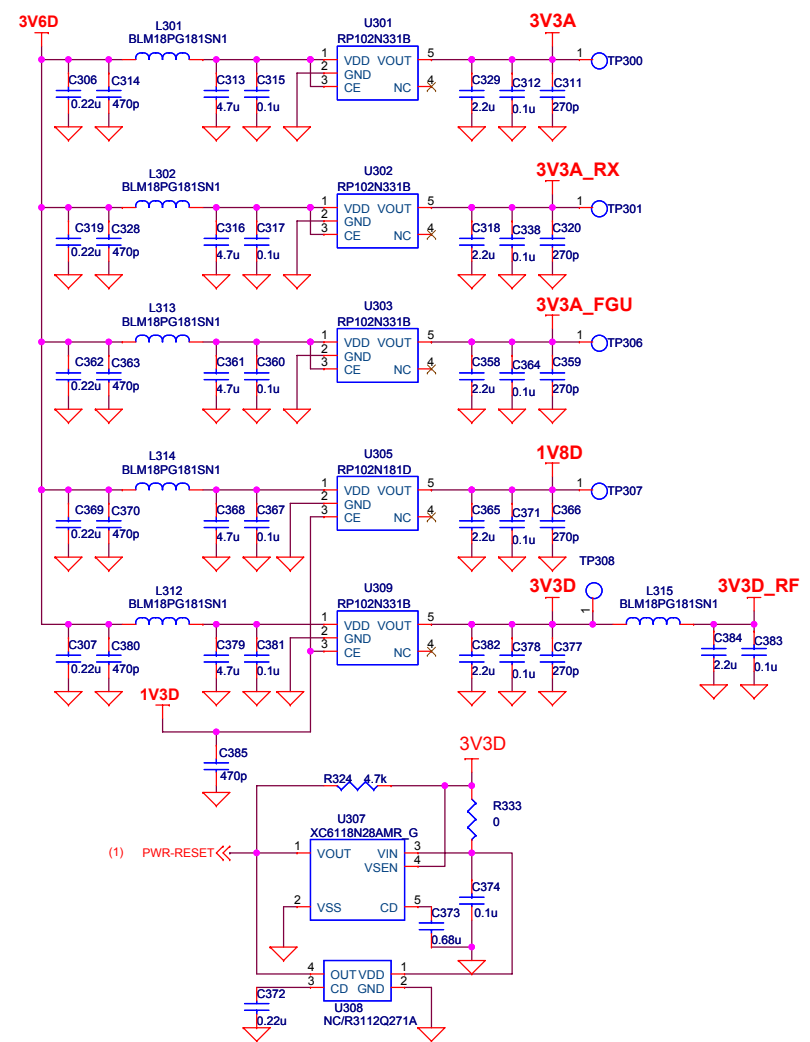 3V6D
L301
BLM18PG181SN1
U301
RP102N331B
3V3A
1 VDD VOUT 5
2 GND
3 CE NC 4
1 TP300
C306 0.22u
C314 470p
C313 4.7u
C315 0.1u
C329 2.2u
C312 0.1u
C311 270p
L302
BLM18PG181SN1
U302
RP102N331B
3V3A_RX
1 VDD VOUT 5
2 GND
3 CE NC 4
1 TP301
C319 0.22u
C328 470p
C316 4.7u
C317 0.1u
C318 2.2u
C338 0.1u
C320 270p
L313
BLM18PG181SN1
U303
RP102N331B
3V3A_FGU
1 VDD VOUT 5
2 GND
3 CE NC 4
1 TP306
C362 0.22u
C363 470p
C361 4.7u
C360 0.1u
C358 2.2u
C364 0.1u
C359 270p
L314
BLM18PG181SN1
U305
RP102N181D
1V8D
1 VDD VOUT 5
2 GND
3 CE NC 4
1 TP307
C369 0.22u
C370 470p
C368 4.7u
C367 0.1u
C365 2.2u
C371 0.1u
C366 270p
L312
BLM18PG181SN1
U309
RP102N331B
3V3D
TP308
1
L315
BLM18PG181SN1
3V3D_RF
1 VDD VOUT 5
2 GND
3 CE NC 4
C307 0.22u
C380 470p
C379 4.7u
C381 0.1u
C382 2.2u
C378 0.1u
C377 270p
C384 2.2u
C383 0.1u
1V3D
C385
470p
3V3D
R324 4.7k
R333
0
U307
XC6118N28AMR_G
(1) PWR-RESET
1 VOUT VIN 3
VSEN 4
2 VSS CD 5
C374
0.1u
C373
0.68u
4 OUT VDD 1
3 CD GND 2
U308
NC/R3112Q271A
C372
0.22u